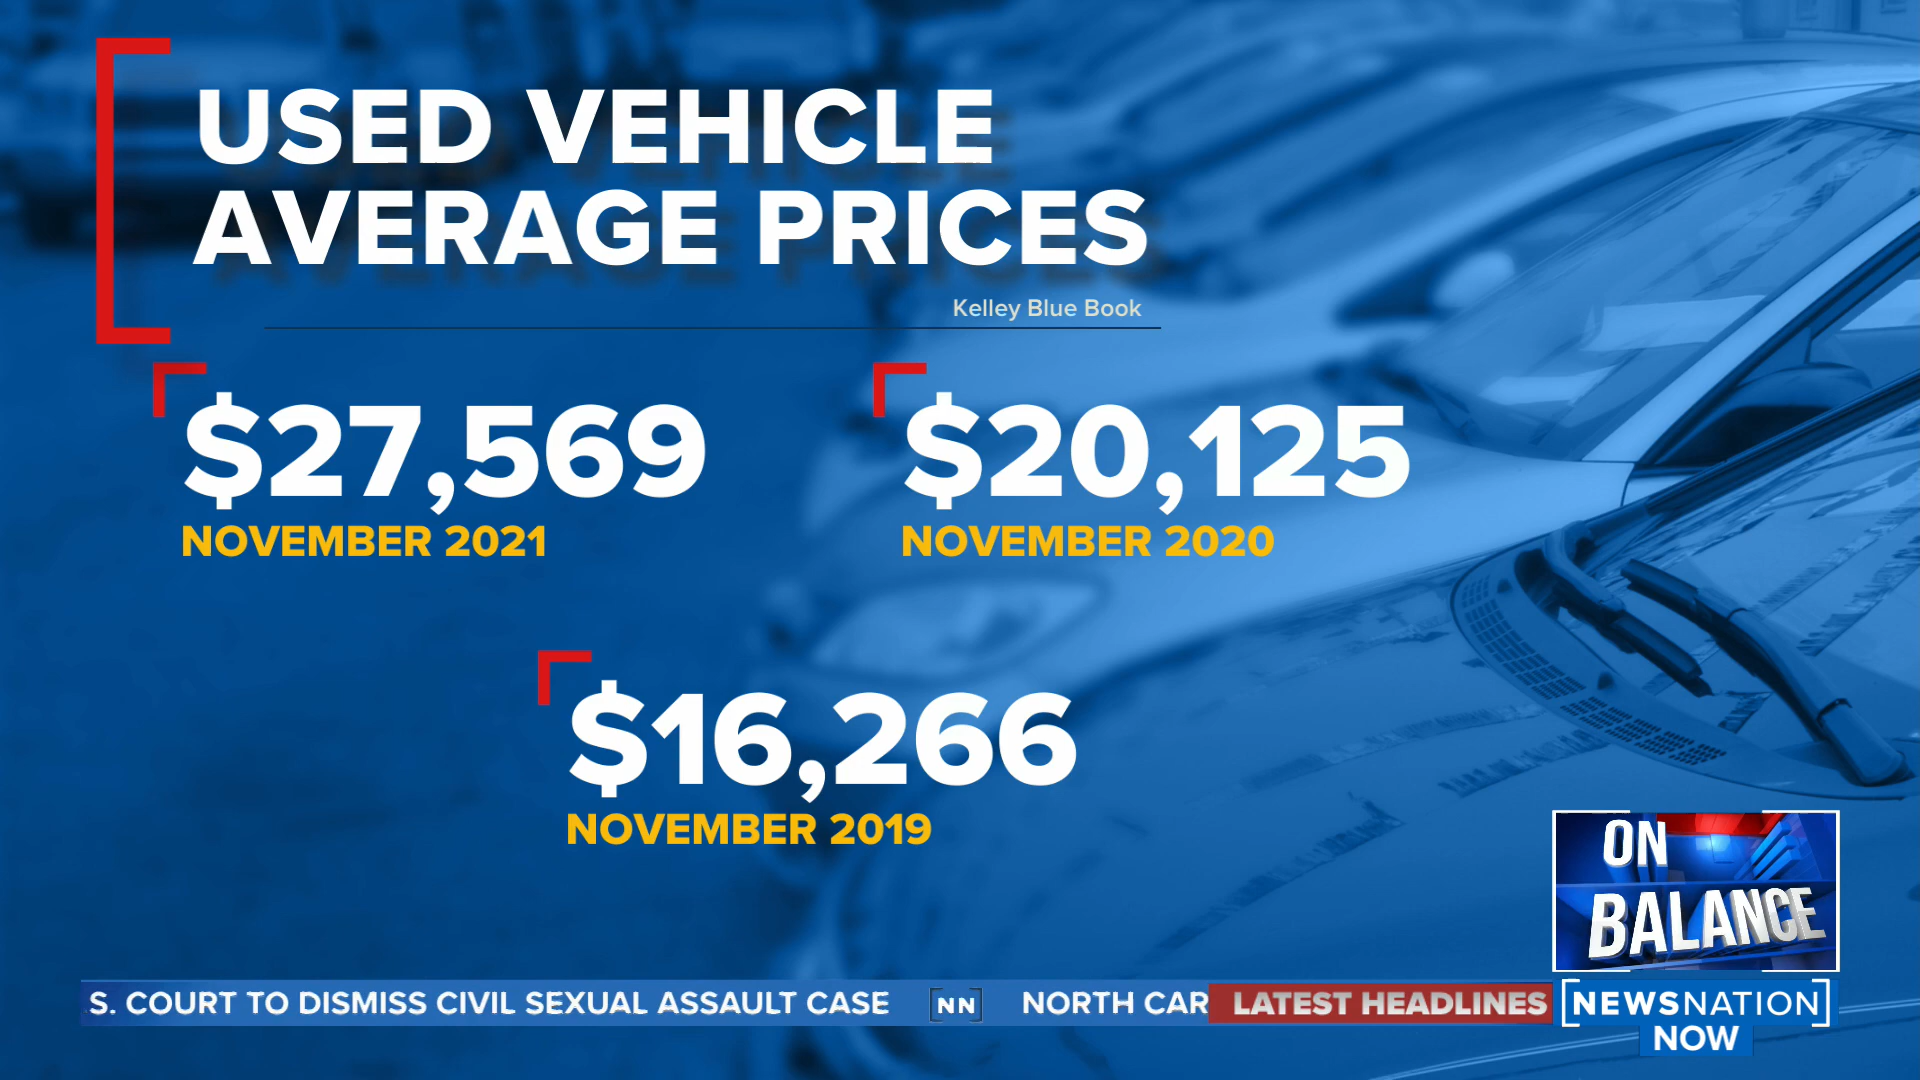 USED VEHICLE
AVERAGE PRICES
Kelley Blue Book
$27,569
NOVEMBER 2021
$20,125
NOVEMBER 2020
$16,266
NOVEMBER 2019
ON
BALANCE
S. COURT TO DISMISS CIVIL SEXUAL ASSAULT CASE [NN] NORTH CAR
LATEST HEADLINES
[NEWSNATION]
NOW